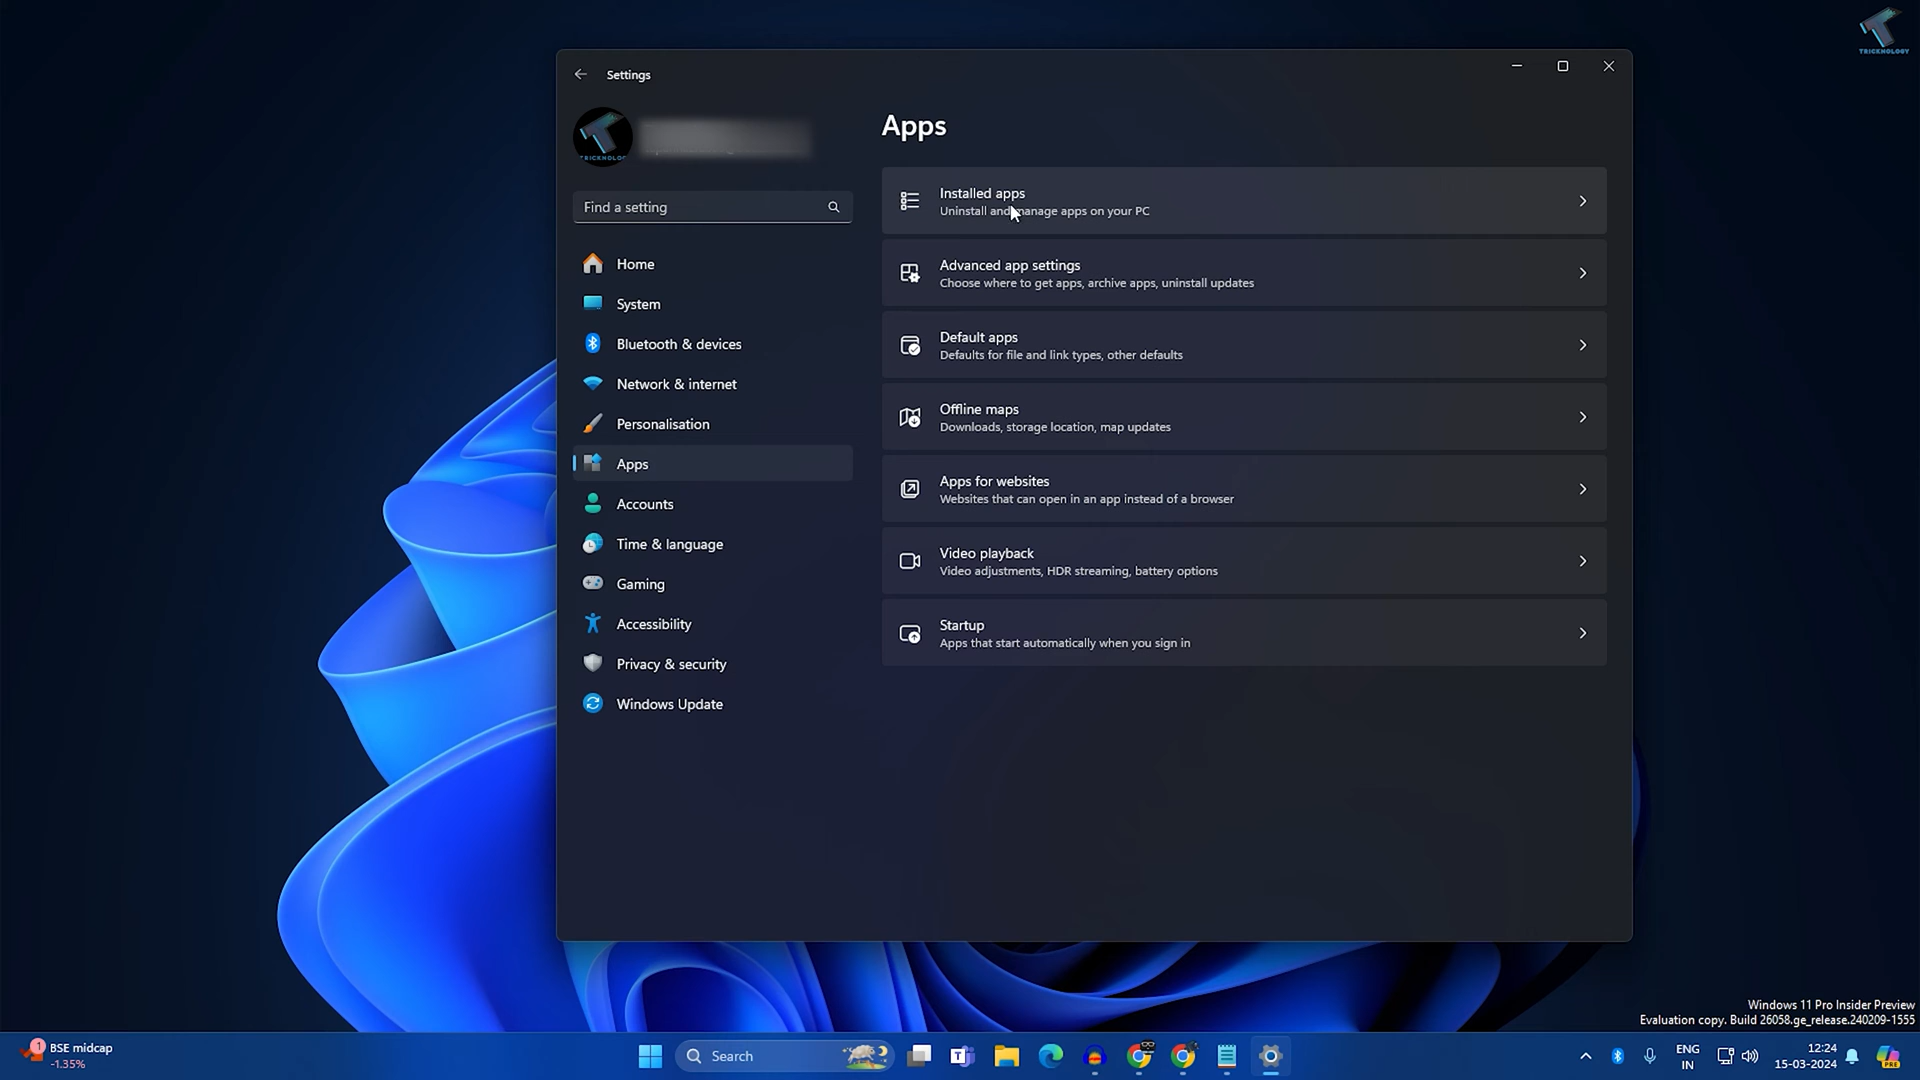 TRICKNOLOGY
Settings
Find a setting
Home
System
Bluetooth & devices
Network & internet
Personalisation
Apps
Accounts
Time & language
Gaming
Accessibility
Privacy & security
Windows Update
Apps
Installed apps
Uninstall and manage apps on your PC
Advanced app settings
Choose where to get apps, archive apps, uninstall updates
Default apps
Defaults for file and link types, other defaults
Offline maps
Downloads, storage location, map updates
Apps for websites
Websites that can open in an app instead of a browser
Video playback
Video adjustments, HDR streaming, battery options
Startup
Apps that start automatically when you sign in
Windows 11 Pro Insider Preview
Evaluation copy. Build 26058.ge_release.240209-1555
1
BSE midcap
-1.35%
Search
ENG
IN
12:24
15-03-2024
PRE